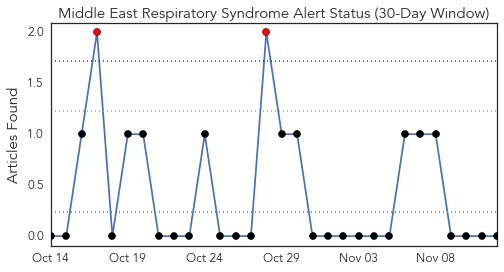 Middle East Respiratory Syndrome Alert Status (30-Day Window)
Articles Found
2.0
1.5
1.0
0.5
0.0
Oct 14 Oct 19 Oct 24 Oct 29 Nov 03 Nov 08